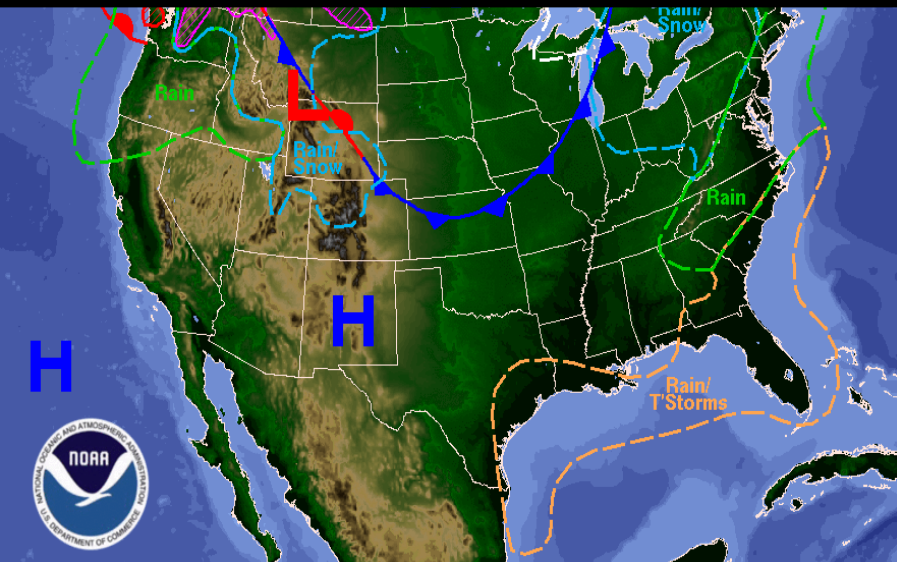 Rain/
Snow
Rain
L
Rain/
Snow
Rain
H
H
Rain/
T'Storms
NOAA
NATIONAL OCEANIC AND ATMOSPHERIC ADMINISTRATION
U.S. DEPARTMENT OF COMMERCE